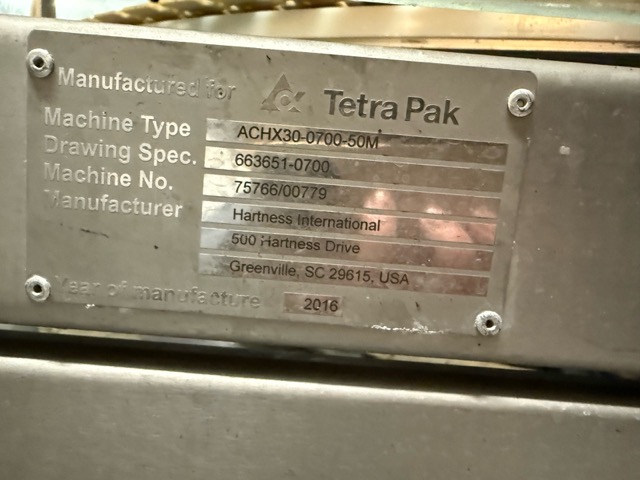 Manufactured for Tetra Pak
Machine Type ACHX30-0700-50M
Drawing Spec. 663651-0700
Machine No. 75766/00779
Manufacturer Hartness International
500 Hartness Drive
Greenville, SC 29615, USA
Year of manufacture 2016